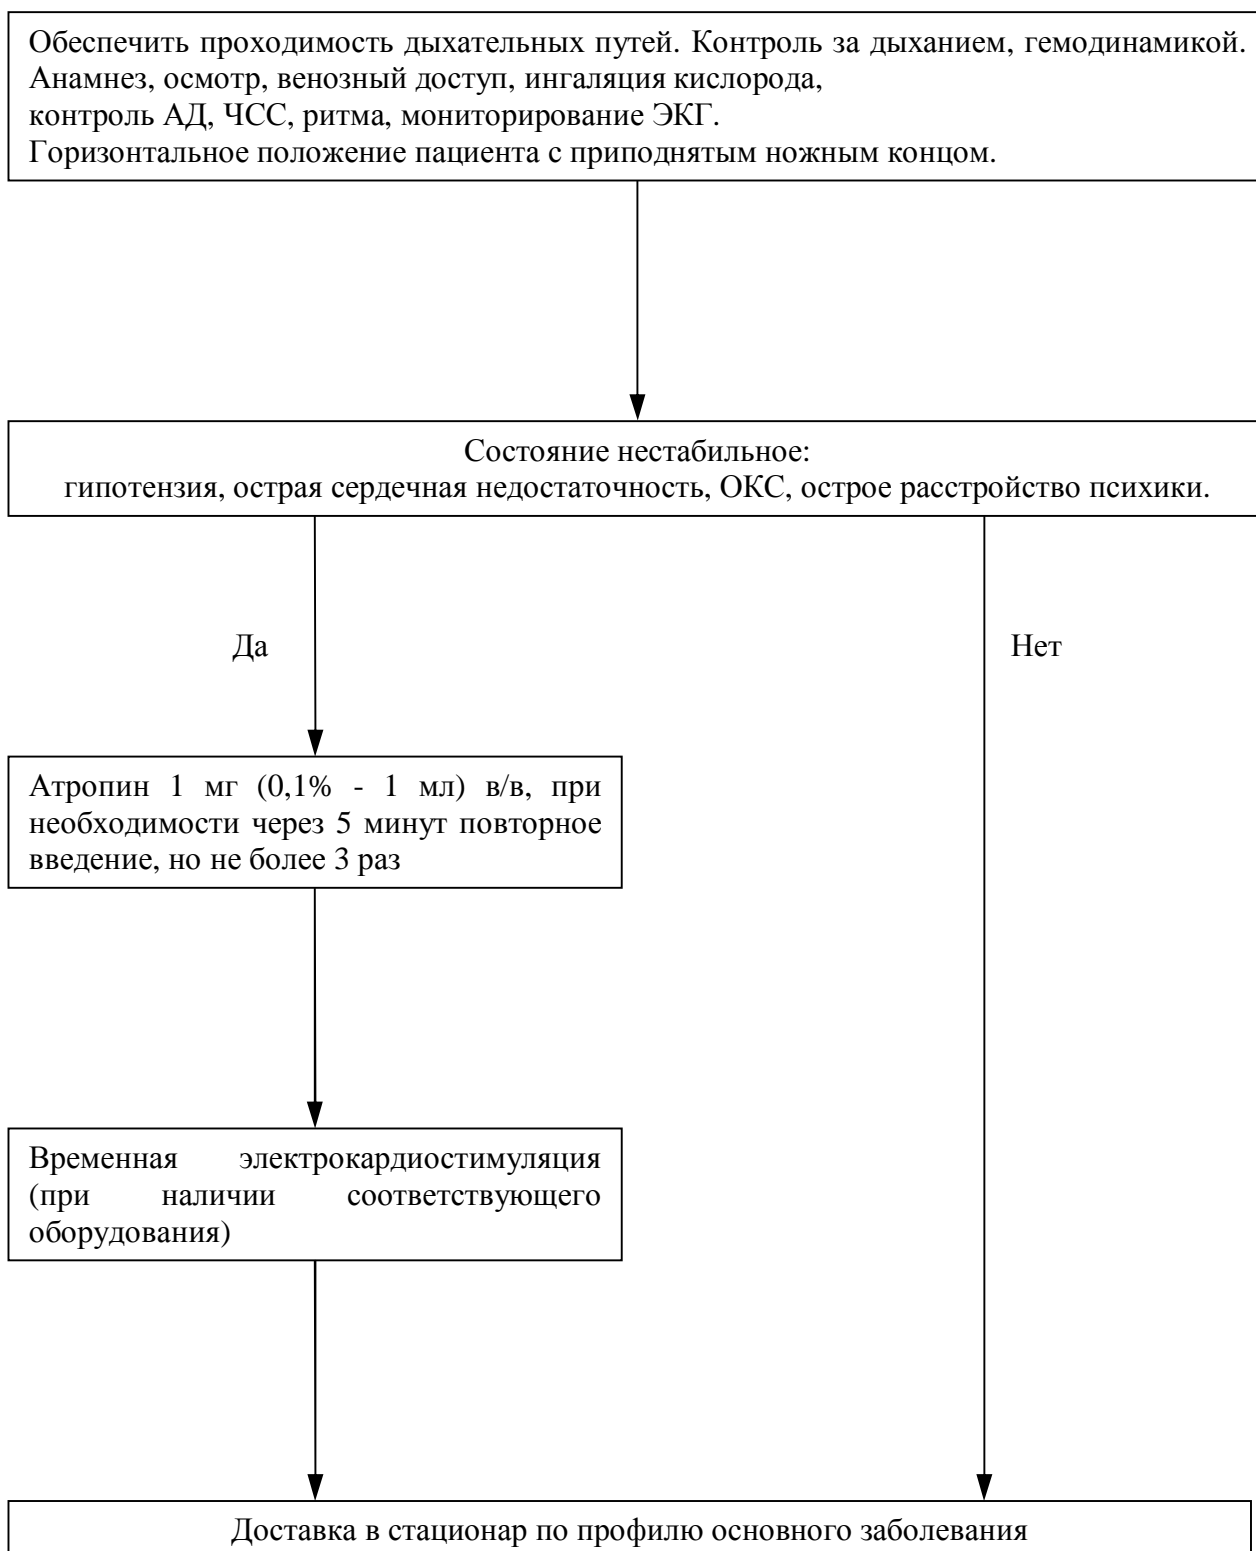 Обеспечить проходимость дыхательных путей. Контроль за дыханием, гемодинамикой.
Анамнез, осмотр, венозный доступ, ингаляция кислорода,
контроль АД, ЧСС, ритма, мониторирование ЭКГ.
Горизонтальное положение пациента с приподнятым ножным концом.
Состояние нестабильное:
гипотензия, острая сердечная недостаточность, ОКС, острое расстройство психики.
Да
Нет
Атропин 1 мг (0,1% - 1 мл) в/в, при
необходимости через 5 минут повторное
введение, но не более 3 раз
Временная электрокардиостимуляция
(при наличии соответствующего
оборудования)
Доставка в стационар по профилю основного заболевания